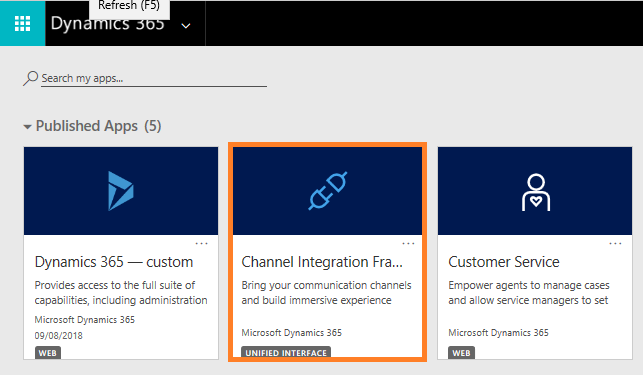 Refresh (F5)
Dynamics 365
Search my apps...
Published Apps (5)
Dynamics 365 — custom
Provides access to the full suite of
capabilities, including administration
Microsoft Dynamics 365
09/08/2018
WEB
Channel Integration Fra...
Bring your communication channels
and build immersive experience
Microsoft Dynamics 365
UNIFIED INTERFACE
Customer Service
Empower agents to manage cases
and allow service managers to set
Microsoft Dynamics 365
WEB